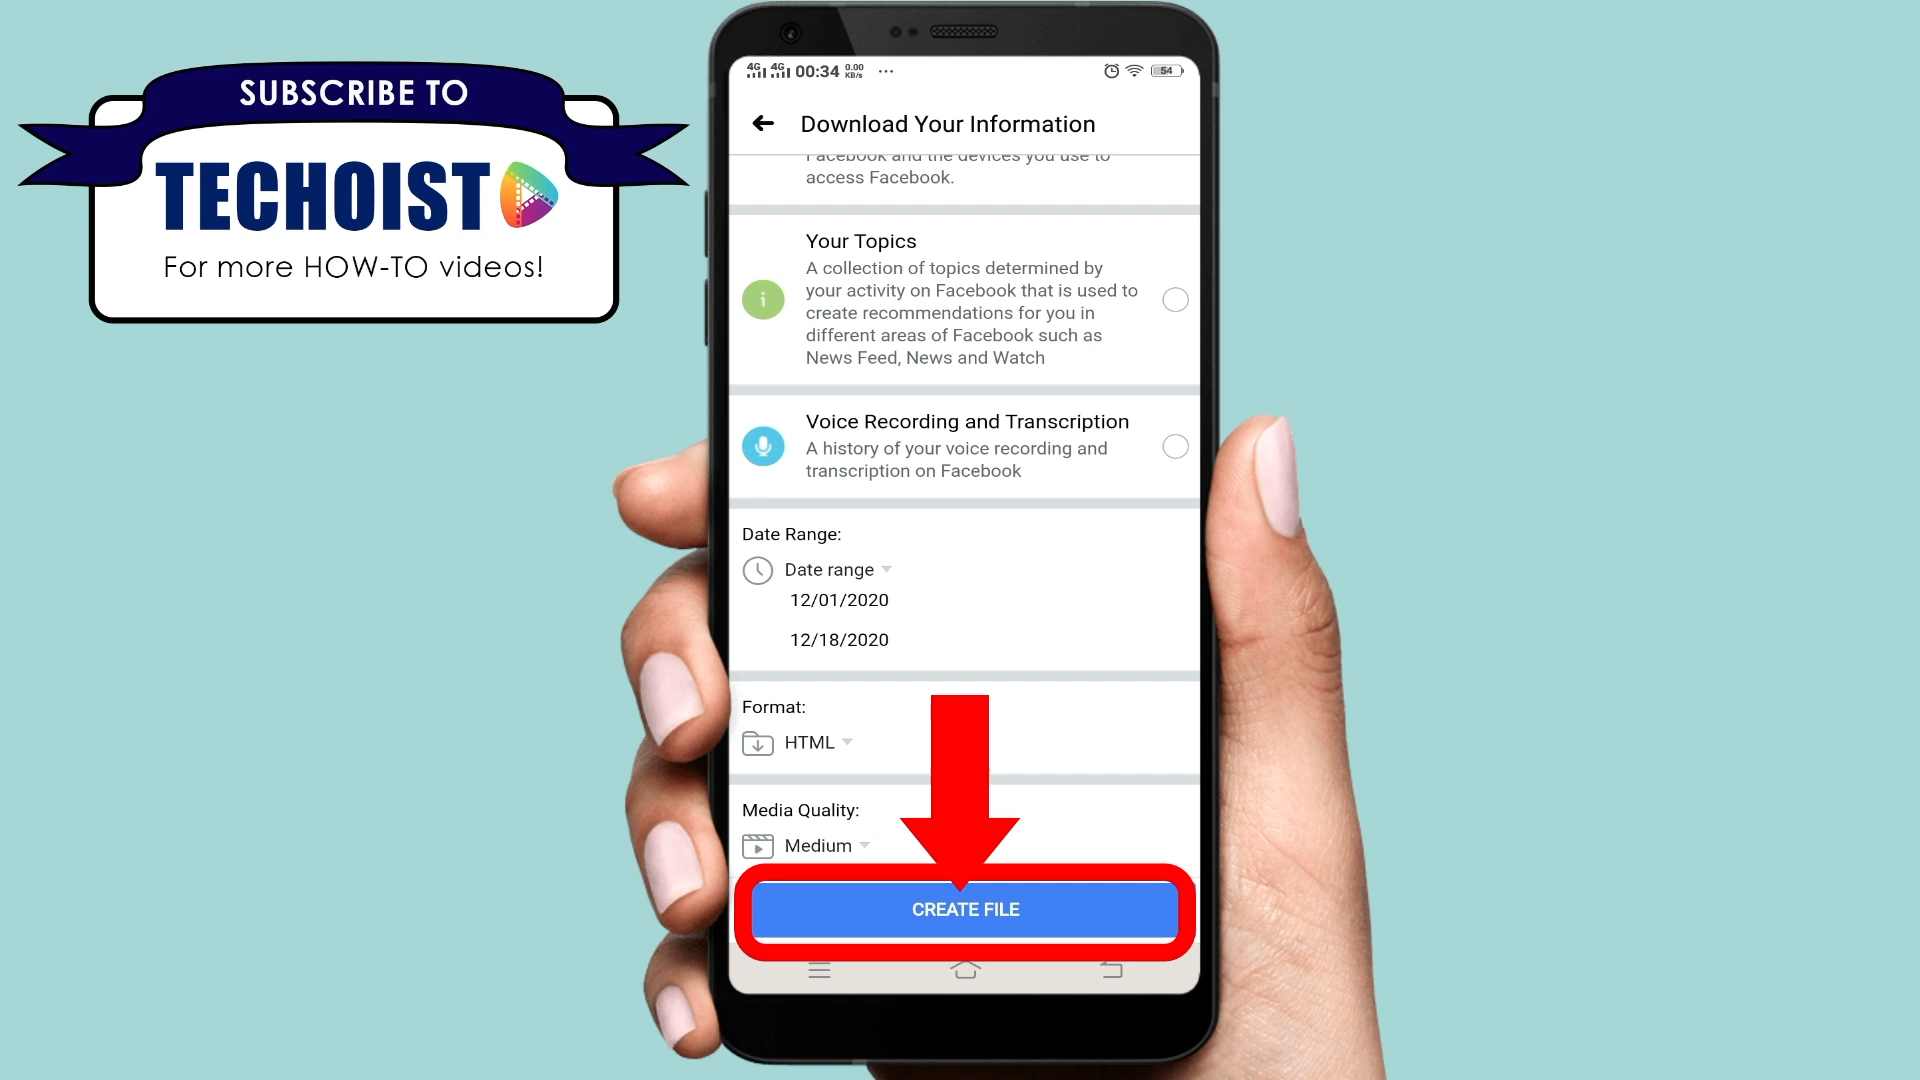 SUBSCRIBE TO
TECHOIST
For more HOW-TO videos!
4G 4G 00:34 0.00 KB/s ... 54
Download Your Information
Facebook and the devices you use to
access Facebook.
Your Topics
A collection of topics determined by
your activity on Facebook that is used to
create recommendations for you in
different areas of Facebook such as
News Feed, News and Watch
Voice Recording and Transcription
A history of your voice recording and
transcription on Facebook
Date Range:
Date range
12/01/2020
12/18/2020
Format:
HTML
Media Quality:
Medium
CREATE FILE